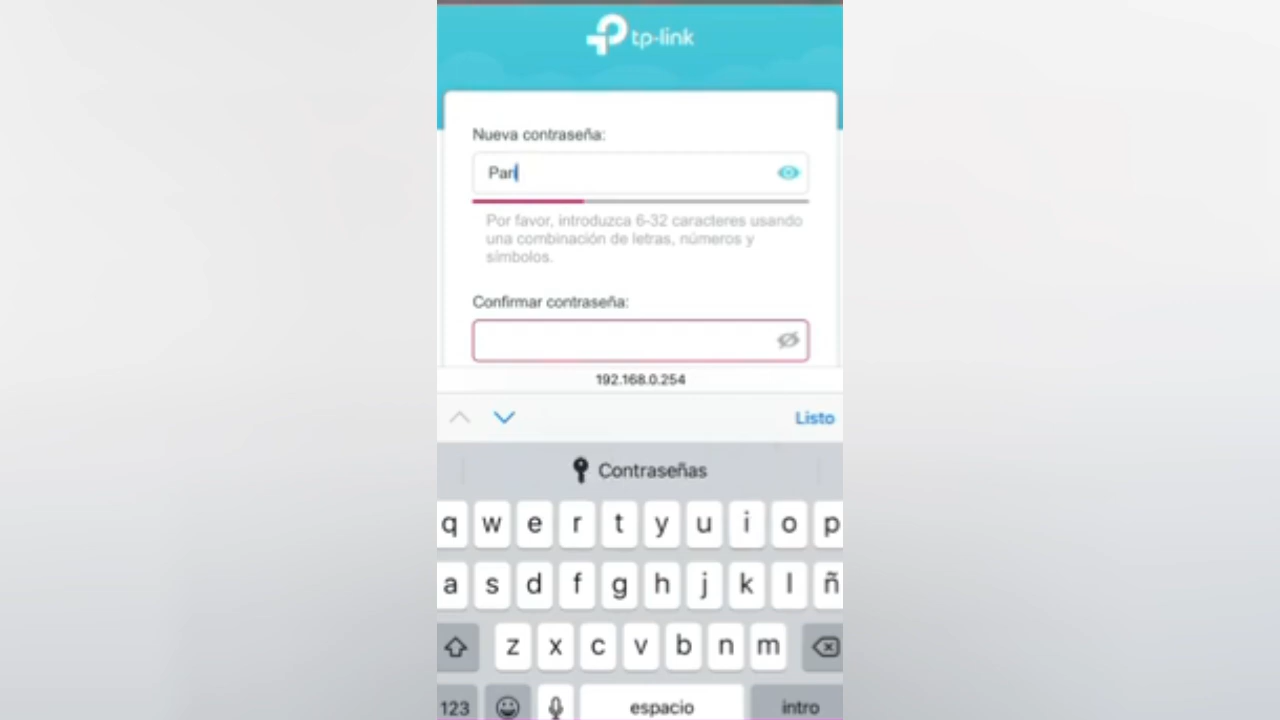 tp-link
Nueva contraseña:
Pan
Por favor, introduzca 6-32 caracteres usando
una combinación de letras, números y
símbolos.
Confirmar contraseña:
192.168.0.254
Listo
Contraseñas
q w e r t y u i o p
a s d f g h j k l ñ
z x c v b n m
123 espacio intro